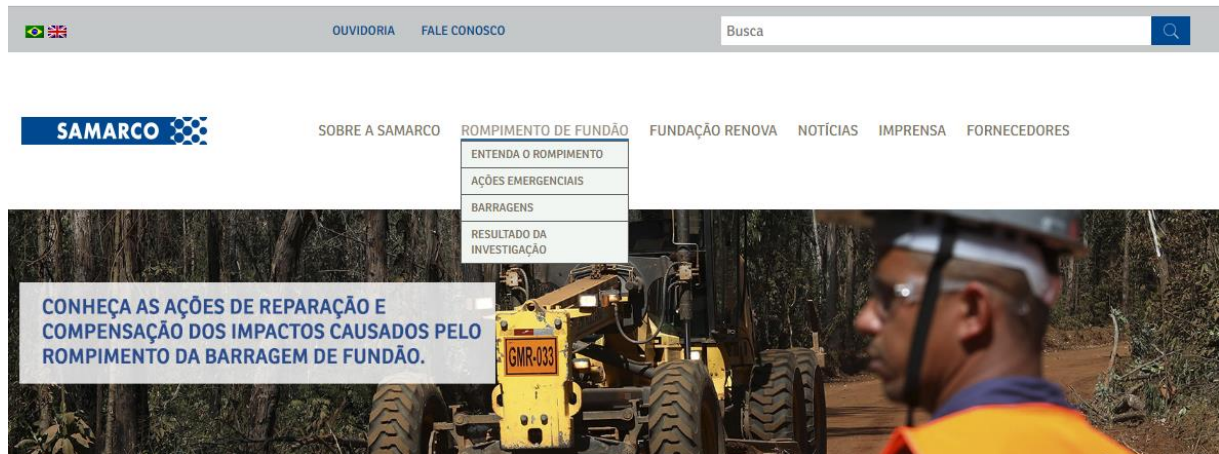 OUVIDORIA FALE CONOSCO Busca
SAMARCO
SOBRE A SAMARCO ROMPIMENTO DE FUNDÃO FUNDAÇÃO RENOVA NOTÍCIAS IMPRENSA FORNECEDORES
ENTENDA O ROMPIMENTO
AÇÕES EMERGENCIAIS
BARRAGENS
RESULTADO DA
INVESTIGAÇÃO
CONHEÇA AS AÇÕES DE REPARAÇÃO E
COMPENSAÇÃO DOS IMPACTOS CAUSADOS PELO
ROMPIMENTO DA BARRAGEM DE FUNDÃO.
GMR-033